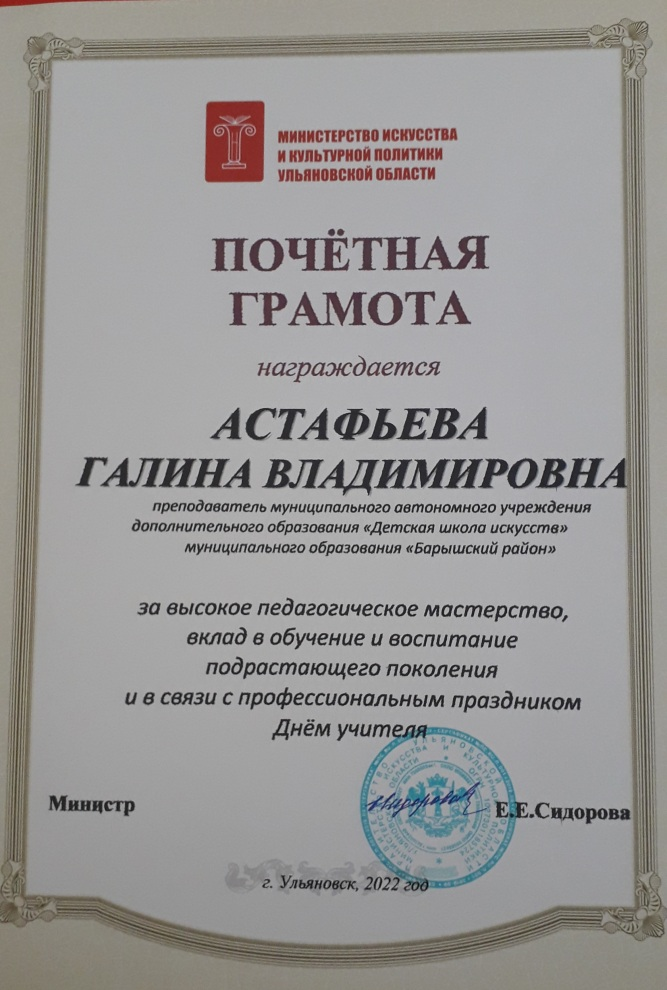 МИНИСТЕРСТВО ИСКУССТВА
И КУЛЬТУРНОЙ ПОЛИТИКИ
УЛЬЯНОВСКОЙ ОБЛАСТИ
ПОЧЁТНАЯ
ГРАМОТА
награждается
АСТАФЬЕВА
ГАЛИНА ВЛАДИМИРОВНА
преподаватель муниципального автономного учреждения
дополнительного образования «Детская школа искусств»
муниципального образования «Барышский район»
за высокое педагогическое мастерство,
вклад в обучение и воспитание
подрастающего поколения
и в связи с профессиональным праздником
Днём учителя
Министр
Е.Е.Сидорова
г. Ульяновск, 2022 год